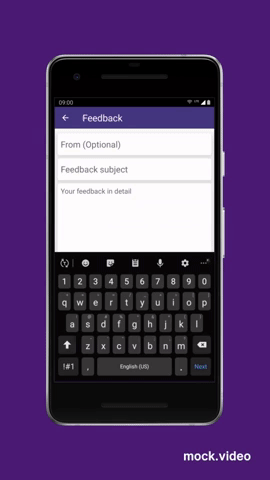 09:00
Feedback
From (Optional)
Feedback subject
Your feedback in detail
1 2 3 4 5 6 7 8 9 0
q w e r t y u i o p
a s d f g h j k l
z x c v b n m
!#1 , English (US) . Next
mock.video